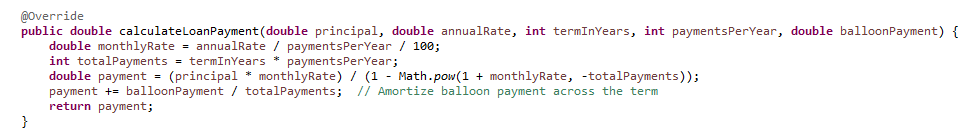 @Override
public double calculateLoanPayment(double principal, double annualRate, int termInYears, int paymentsPerYear, double balloonPayment) {
    double monthlyRate = annualRate / paymentsPerYear / 100;
    int totalPayments = termInYears * paymentsPerYear;
    double payment = (principal * monthlyRate) / (1 - Math.pow(1 + monthlyRate, -totalPayments));
    payment += balloonPayment / totalPayments;  // Amortize balloon payment across the term
    return payment;
}